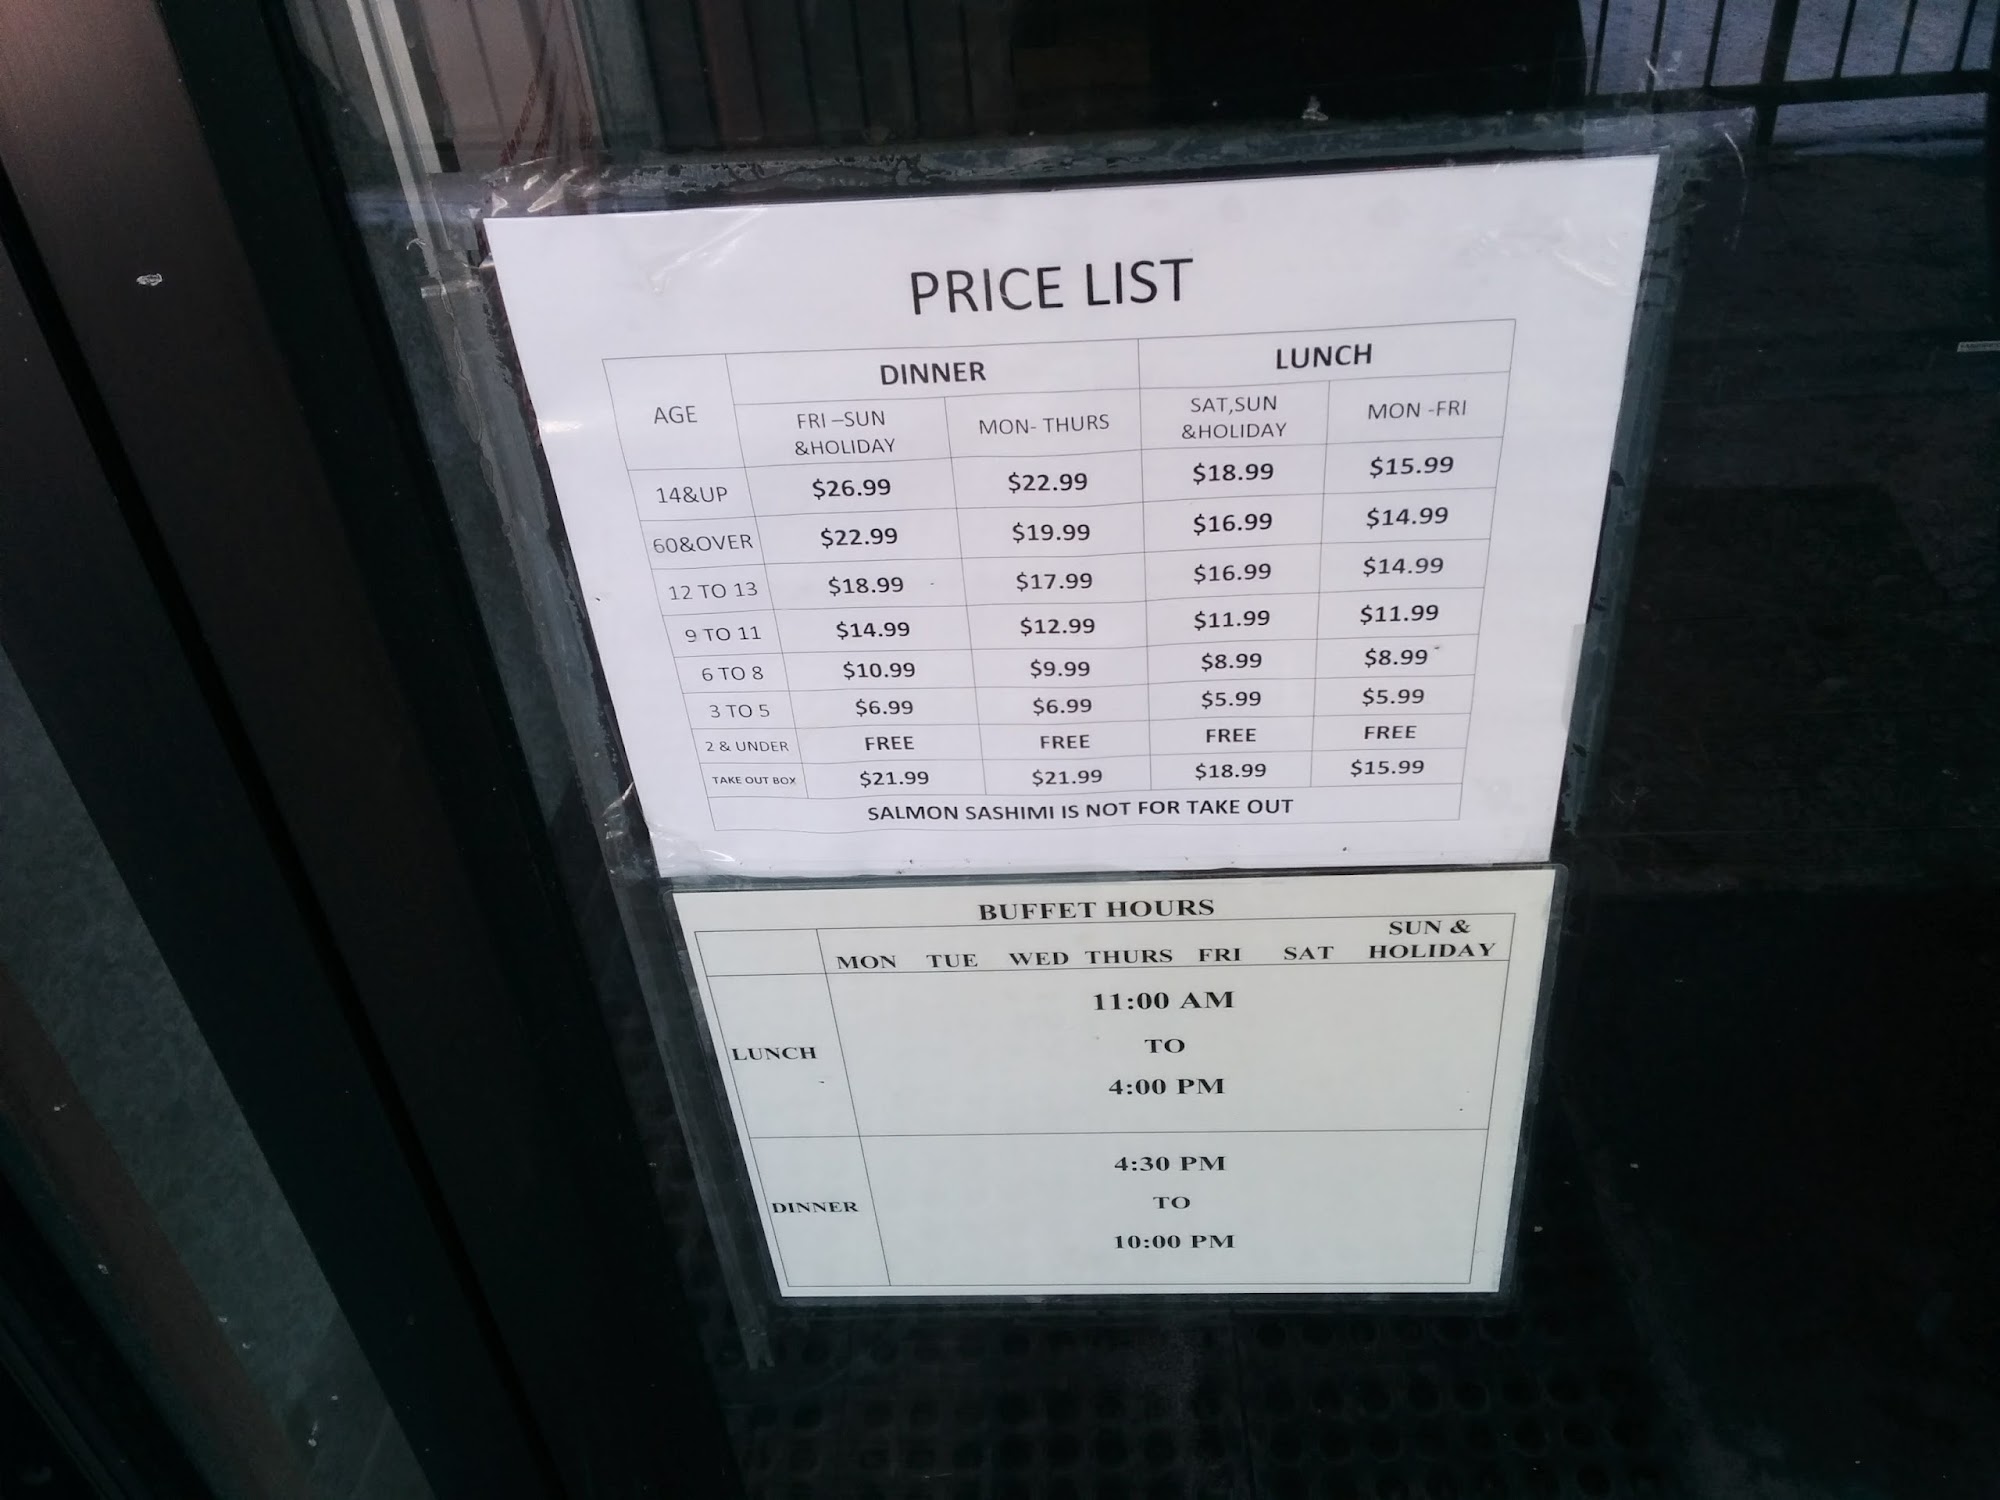 PRICE LIST
DINNER LUNCH
AGE FRI –SUN &HOLIDAY MON- THURS SAT,SUN &HOLIDAY MON -FRI
14&UP $26.99 $22.99 $18.99 $15.99
60&OVER $22.99 $19.99 $16.99 $14.99
12 TO 13 $18.99 $17.99 $16.99 $14.99
9 TO 11 $14.99 $12.99 $11.99 $11.99
6 TO 8 $10.99 $9.99 $8.99 $8.99
3 TO 5 $6.99 $6.99 $5.99 $5.99
2 & UNDER FREE FREE FREE FREE
TAKE OUT BOX $21.99 $21.99 $18.99 $15.99
SALMON SASHIMI IS NOT FOR TAKE OUT
BUFFET HOURS
MON TUE WED THURS FRI SAT SUN & HOLIDAY
LUNCH
11:00 AM
TO
4:00 PM
DINNER
4:30 PM
TO
10:00 PM